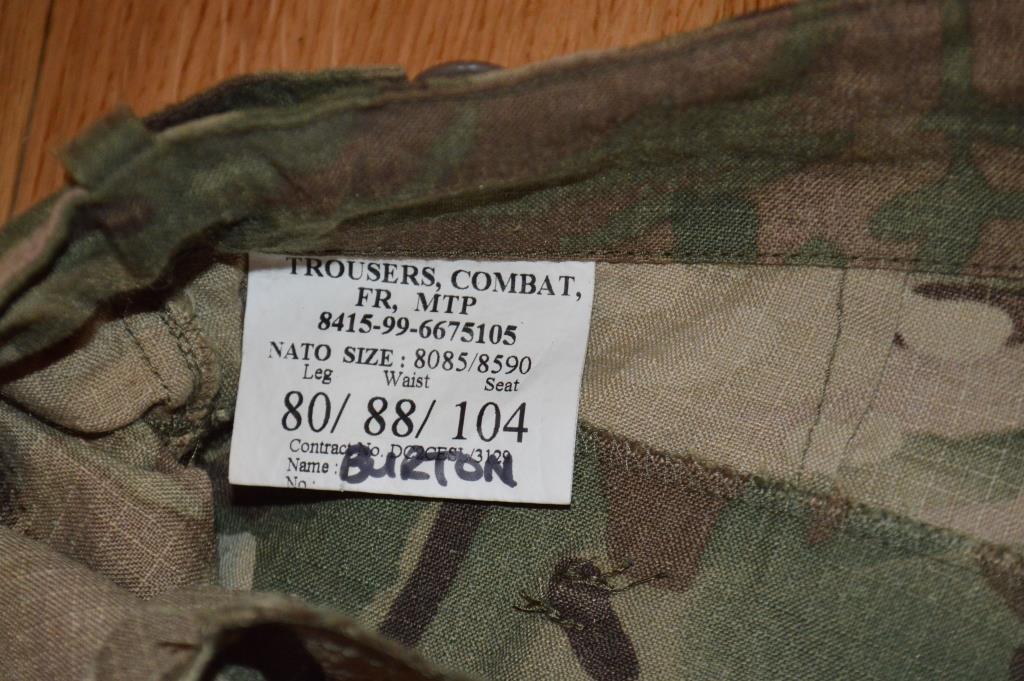 TROUSERS, COMBAT,
FR, MTP
8415-99-6675105
NATO SIZE : 8085/8590
Leg Waist Seat
80/ 88/ 104
Contract No. /3129
Name : BURTON
No :